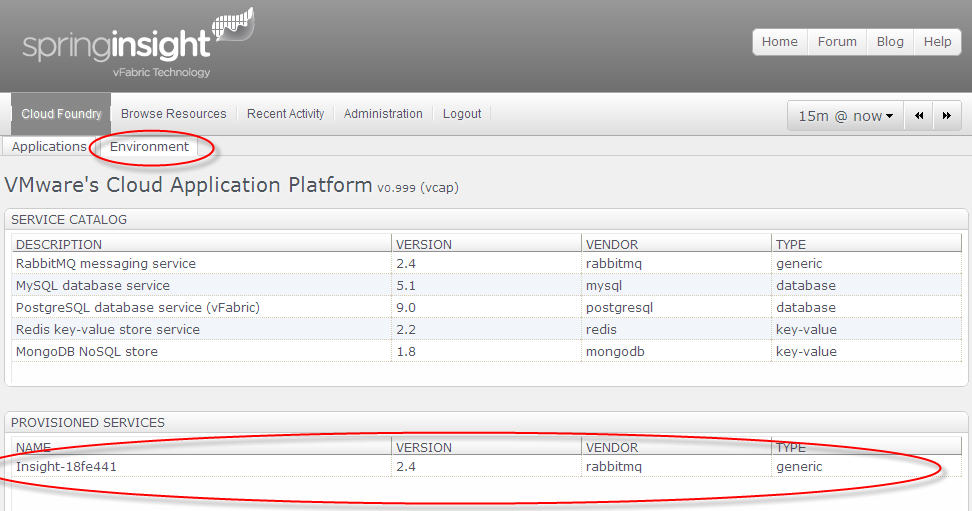 springinsight
vFabric Technology
Home Forum Blog Help
Cloud Foundry Browse Resources Recent Activity Administration Logout 15m @ now
Applications Environment
VMware's Cloud Application Platform v0.999 (vcap)
SERVICE CATALOG
DESCRIPTION VERSION VENDOR TYPE
RabbitMQ messaging service 2.4 rabbitmq generic
MySQL database service 5.1 mysql database
PostgreSQL database service (vFabric) 9.0 postgresql database
Redis key-value store service 2.2 redis key-value
MongoDB NoSQL store 1.8 mongodb key-value
PROVISIONED SERVICES
NAME VERSION VENDOR TYPE
Insight-18fe441 2.4 rabbitmq generic